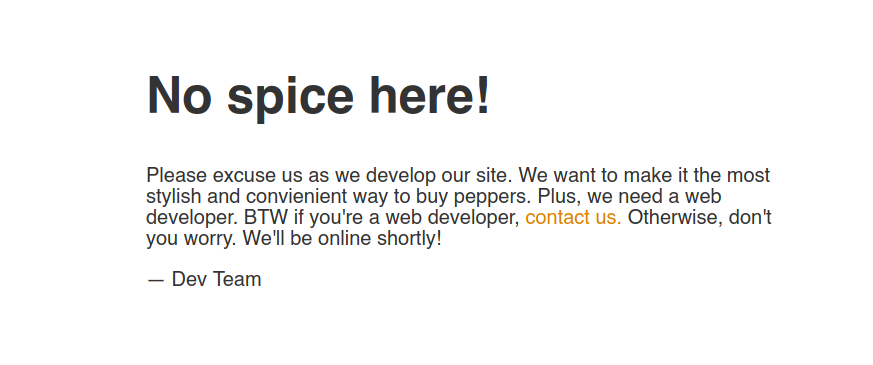 No spice here!
Please excuse us as we develop our site. We want to make it the most
stylish and convienient way to buy peppers. Plus, we need a web
developer. BTW if you're a web developer, contact us. Otherwise, don't
you worry. We'll be online shortly!
— Dev Team